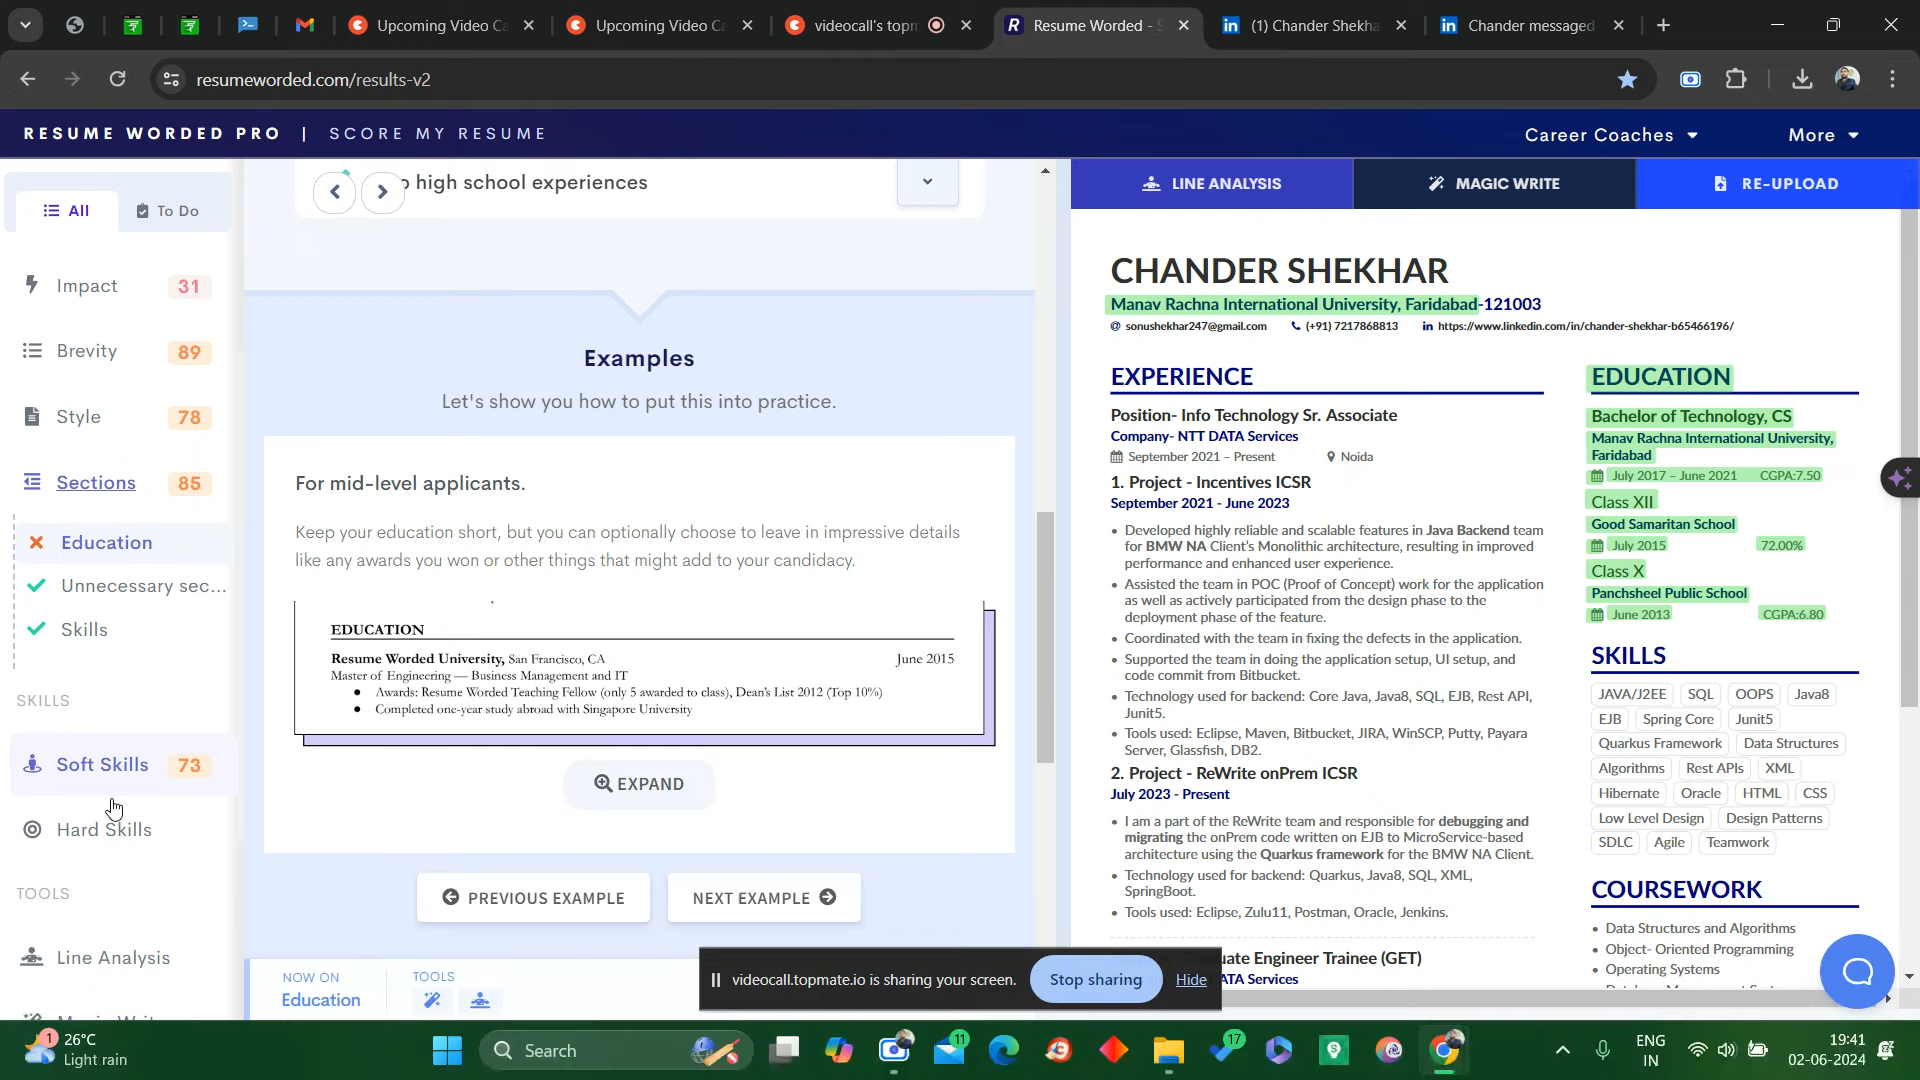 Upcoming Video Ca
Upcoming Video Ca
videocall's topm
Resume Worded - S
(1) Chander Shekha
Chander messaged
resumeworded.com/results-v2
RESUME WORDED PRO | SCORE MY RESUME
Career Coaches
More
All
To Do
Impact 31
Brevity 89
Style 78
Sections 85
Education
Unnecessary sec...
Skills
SKILLS
Soft Skills 73
Hard Skills
TOOLS
Line Analysis
o high school experiences
Examples
Let's show you how to put this into practice.
For mid-level applicants.
Keep your education short, but you can optionally choose to leave in impressive details
like any awards you won or other things that might add to your candidacy.
EDUCATION
Resume Worded University, San Francisco, CA June 2015
Master of Engineering — Business Management and IT
• Awards: Resume Worded Teaching Fellow (only 5 awarded to class), Dean's List 2012 (Top 10%)
• Completed one-year study abroad with Singapore University
EXPAND
PREVIOUS EXAMPLE
NEXT EXAMPLE
NOW ON
Education
TOOLS
LINE ANALYSIS
MAGIC WRITE
RE-UPLOAD
CHANDER SHEKHAR
Manav Rachna International University, Faridabad-121003
@ sonushekhar247@gmail.com (+91) 7217868813 https://www.linkedin.com/in/chander-shekhar-b65466196/
EXPERIENCE
Position- Info Technology Sr. Associate
Company- NTT DATA Services
September 2021 – Present Noida
1. Project - Incentives ICSR
September 2021 - June 2023
• Developed highly reliable and scalable features in Java Backend team
for BMW NA Client's Monolithic architecture, resulting in improved
performance and enhanced user experience.
• Assisted the team in POC (Proof of Concept) work for the application
as well as actively participated from the design phase to the
deployment phase of the feature.
• Coordinated with the team in fixing the defects in the application.
• Supported the team in doing the application setup, UI setup, and
code commit from Bitbucket.
• Technology used for backend: Core Java, Java8, SQL, EJB, Rest API,
Junit5.
• Tools used: Eclipse, Maven, Bitbucket, JIRA, WinSCP, Putty, Payara
Server, Glassfish, DB2.
2. Project - ReWrite onPrem ICSR
July 2023 - Present
• I am a part of the ReWrite team and responsible for debugging and
migrating the onPrem code written on EJB to MicroService-based
architecture using the Quarkus framework for the BMW NA Client.
• Technology used for backend: Quarkus, Java8, SQL, XML,
SpringBoot.
• Tools used: Eclipse, Zulu11, Postman, Oracle, Jenkins.
uate Engineer Trainee (GET)
ATA Services
EDUCATION
Bachelor of Technology, CS
Manav Rachna International University,
Faridabad
July 2017 – June 2021 CGPA:7.50
Class XII
Good Samaritan School
July 2015 72.00%
Class X
Panchsheel Public School
June 2013 CGPA:6.80
SKILLS
JAVA/J2EE SQL OOPS Java8
EJB Spring Core Junit5
Quarkus Framework Data Structures
Algorithms Rest APIs XML
Hibernate Oracle HTML CSS
Low Level Design Design Patterns
SDLC Agile Teamwork
COURSEWORK
• Data Structures and Algorithms
• Object- Oriented Programming
• Operating Systems
videocall.topmate.io is sharing your screen.
Stop sharing
Hide
1
26°C
Light rain
Search
11
17
ENG
IN
19:41
02-06-2024